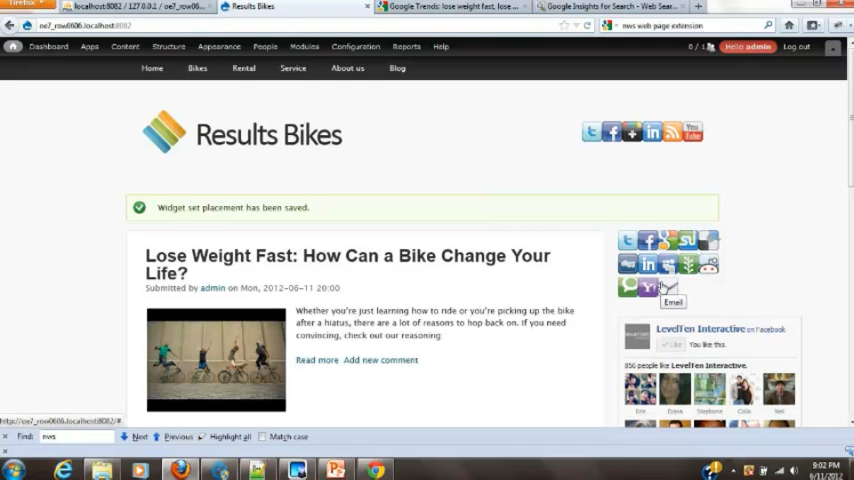 Firefox
localhost:8082 / 127.0.0.1 / oe7_row06...
Results Bikes
Google Trends: lose weight fast, lose ...
Google Insights for Search - Web Sear...
oe7_row0606.localhost:8082
nws web page extension
Dashboard Apps Content Structure Appearance People Modules Configuration Reports Help
Hello admin Log out
Home Bikes Rental Service About us Blog
Results Bikes
You Tube
Widget set placement has been saved.
Lose Weight Fast: How Can a Bike Change Your
Life?
Submitted by admin on Mon, 2012-06-11 20:00
Whether you're just learning how to ride or you're picking up the bike
after a hiatus, there are a lot of reasons to hop back on. If you need
convincing, check out our reasoning:
Read more Add new comment
Email
LevelTen Interactive on Facebook
Like You like this.
856 people like LevelTen Interactive.
http://oe7_row0606.localhost:8082/#
Find: nws Next Previous Highlight all Match case
9:02 PM
6/11/2012